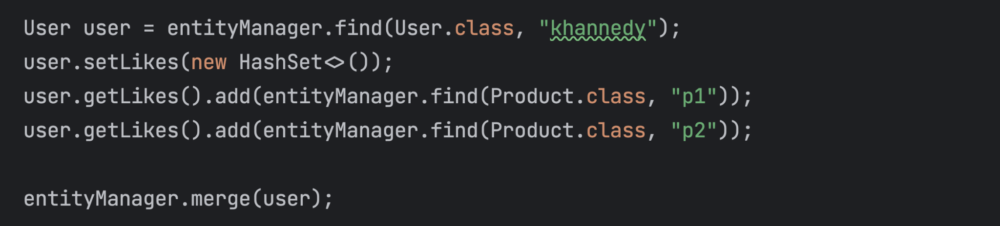 User user = entityManager.find(User.class, "khannedy");
user.setLikes(new HashSet<>());
user.getLikes().add(entityManager.find(Product.class, "p1"));
user.getLikes().add(entityManager.find(Product.class, "p2"));
entityManager.merge(user);